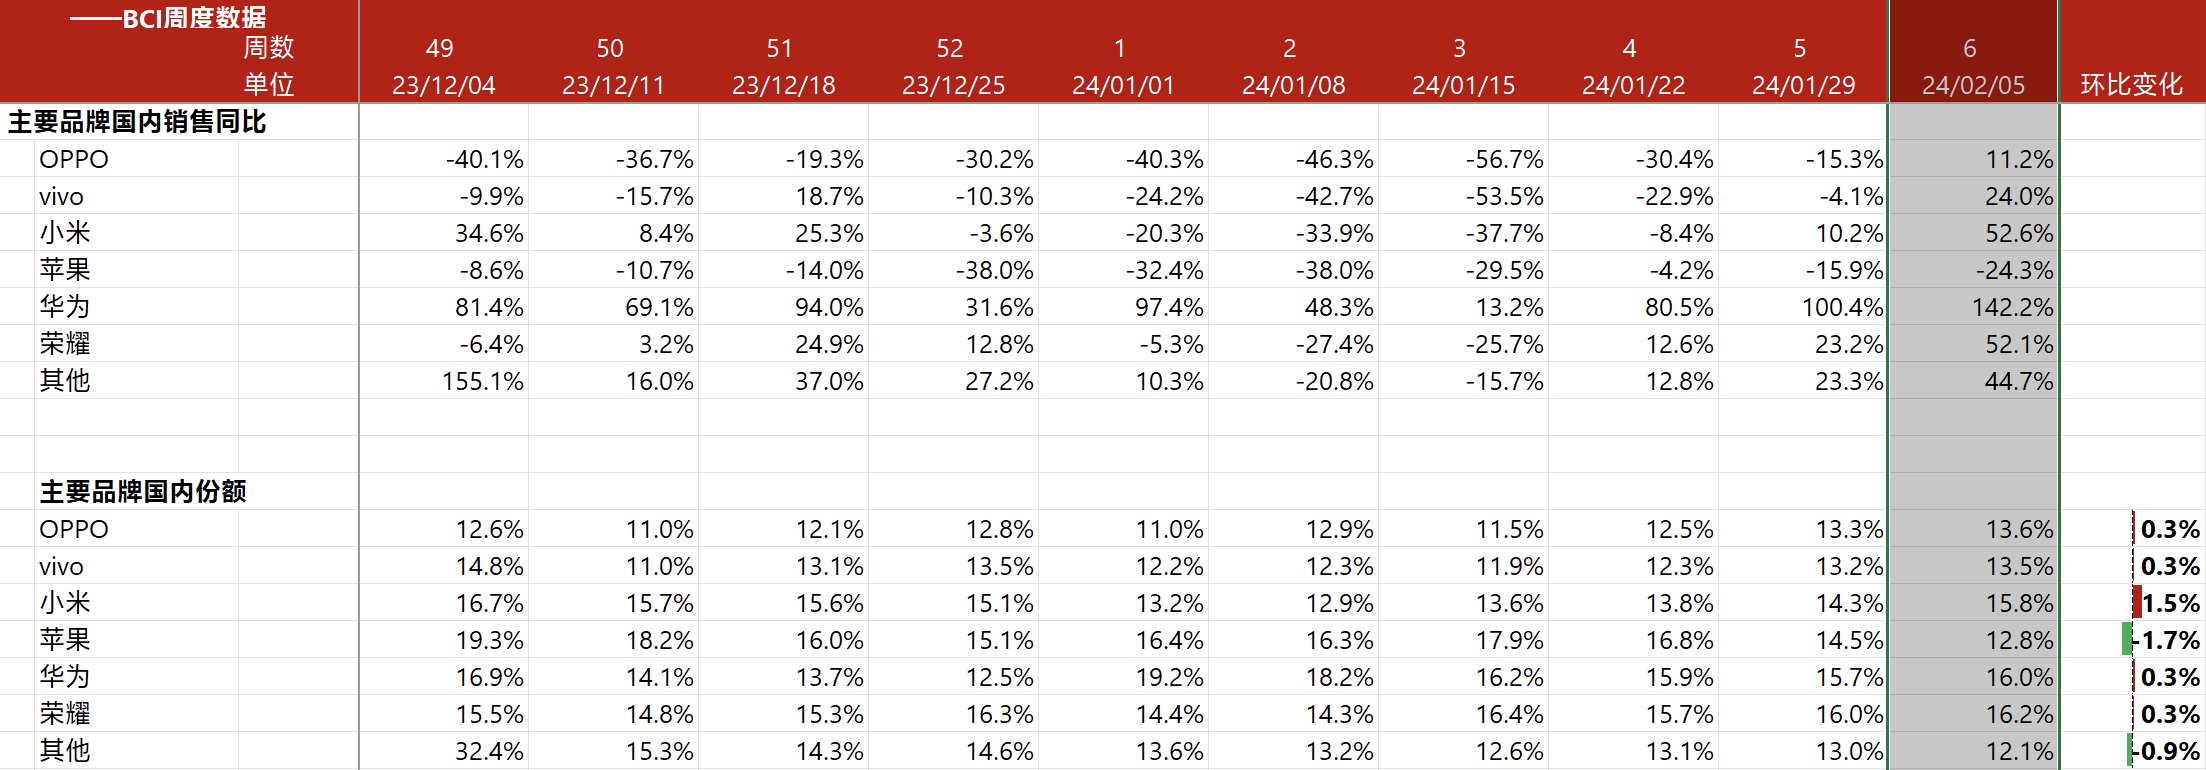 ——BCI周度数据
周数 49 50 51 52 1 2 3 4 5 6
单位 23/12/04 23/12/11 23/12/18 23/12/25 24/01/01 24/01/08 24/01/15 24/01/22 24/01/29 24/02/05 环比变化
主要品牌国内销售同比
OPPO -40.1% -36.7% -19.3% -30.2% -40.3% -46.3% -56.7% -30.4% -15.3% 11.2%
vivo -9.9% -15.7% 18.7% -10.3% -24.2% -42.7% -53.5% -22.9% -4.1% 24.0%
小米 34.6% 8.4% 25.3% -3.6% -20.3% -33.9% -37.7% -8.4% 10.2% 52.6%
苹果 -8.6% -10.7% -14.0% -38.0% -32.4% -38.0% -29.5% -4.2% -15.9% -24.3%
华为 81.4% 69.1% 94.0% 31.6% 97.4% 48.3% 13.2% 80.5% 100.4% 142.2%
荣耀 -6.4% 3.2% 24.9% 12.8% -5.3% -27.4% -25.7% 12.6% 23.2% 52.1%
其他 155.1% 16.0% 37.0% 27.2% 10.3% -20.8% -15.7% 12.8% 23.3% 44.7%
主要品牌国内份额
OPPO 12.6% 11.0% 12.1% 12.8% 11.0% 12.9% 11.5% 12.5% 13.3% 13.6% 0.3%
vivo 14.8% 11.0% 13.1% 13.5% 12.2% 12.3% 11.9% 12.3% 13.2% 13.5% 0.3%
小米 16.7% 15.7% 15.6% 15.1% 13.2% 12.9% 13.6% 13.8% 14.3% 15.8% 1.5%
苹果 19.3% 18.2% 16.0% 15.1% 16.4% 16.3% 17.9% 16.8% 14.5% 12.8% -1.7%
华为 16.9% 14.1% 13.7% 12.5% 19.2% 18.2% 16.2% 15.9% 15.7% 16.0% 0.3%
荣耀 15.5% 14.8% 15.3% 16.3% 14.4% 14.3% 16.4% 15.7% 16.0% 16.2% 0.3%
其他 32.4% 15.3% 14.3% 14.6% 13.6% 13.2% 12.6% 13.1% 13.0% 12.1% -0.9%